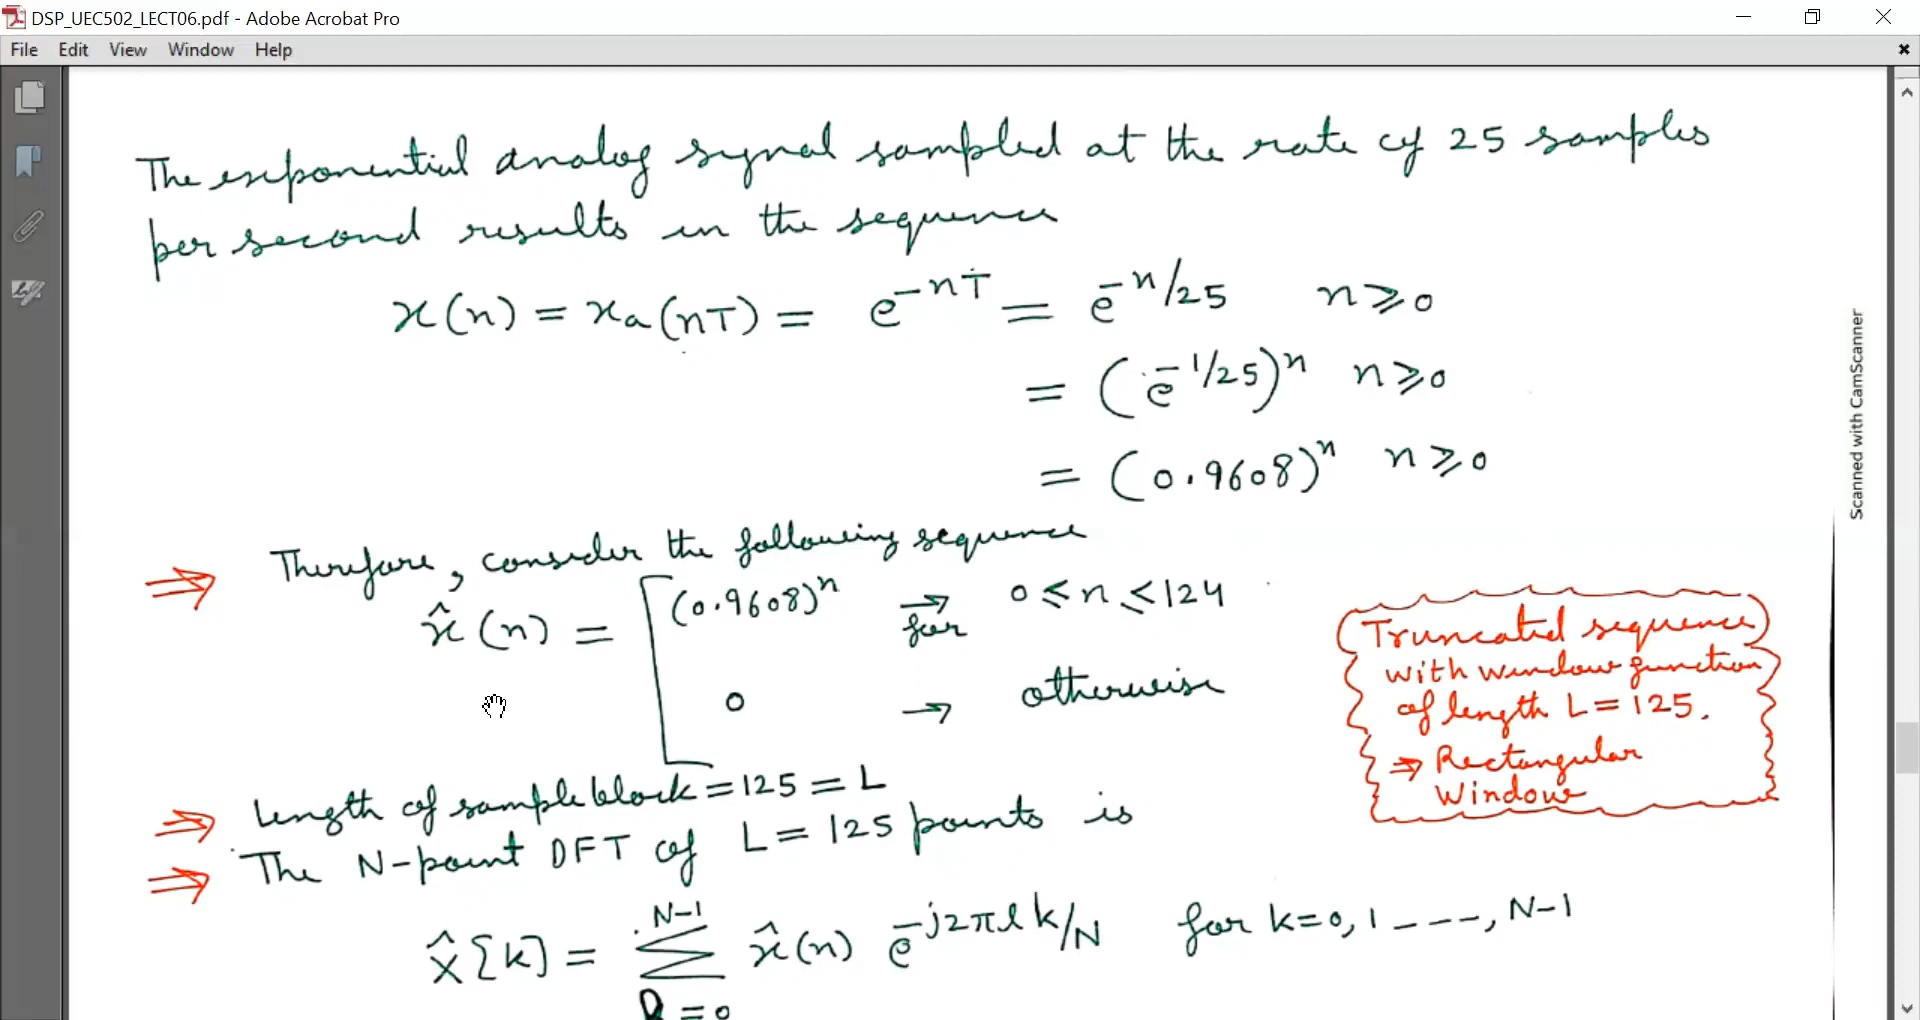 DSP_UEC502_LECT06.pdf - Adobe Acrobat Pro
File Edit View Window Help
The exponential analog signal sampled at the rate of 25 samples
per second results in the sequence
x(n) = xₐ(nT) = e^{-nT} = e^{-n/25} n ⩾ 0
= (e^{-1/25})^n n ⩾ 0
= (0.9608)^n n ⩾ 0
⇒ Therefore, consider the following sequence
x̂(n) = [ (0.9608)^n → for 0 ⩽ n ⩽ 124
0 → otherwise
(Truncated sequence)
with window function
of length L = 125.
⇒ Rectangular
Window
⇒ Length of sample block = 125 = L
⇒ The N-point DFT of L = 125 points is
X̂[k] = Σ_{l=0}^{N-1} x̂(n) e^{-j2πlk/N} for k=0, 1 ----, N-1
Scanned with CamScanner